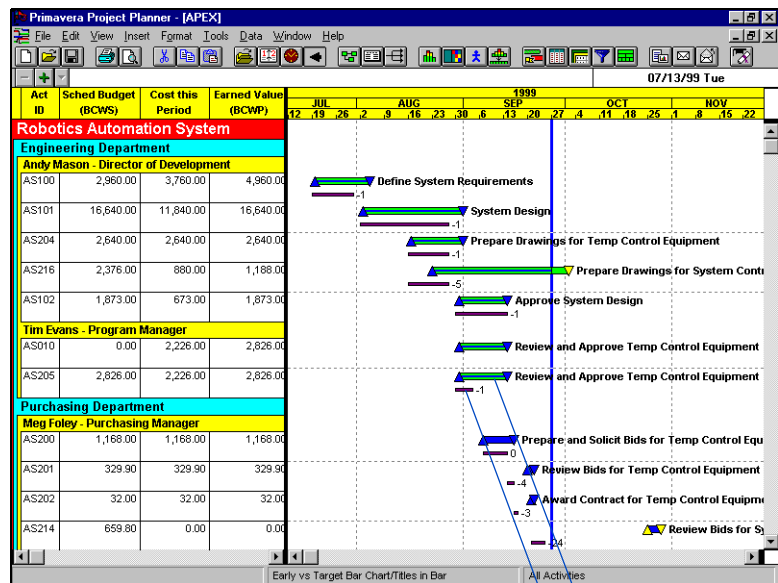 Primavera Project Planner - [APEX]
File Edit View Insert Format Tools Data Window Help
07/13/99 Tue
Act ID Sched Budget (BCWS) Cost this Period Earned Value (BCWP)
1999
JUL AUG SEP OCT NOV
12 19 26 2 9 16 23 30 6 13 20 27 4 11 18 25 1 8 15 22
Robotics Automation System
Engineering Department
Andy Mason - Director of Development
AS100 2,960.00 3,760.00 4,960.00 Define System Requirements
-1
AS101 16,640.00 11,840.00 16,640.00 System Design
-1
AS204 2,640.00 2,640.00 2,640.00 Prepare Drawings for Temp Control Equipment
-1
AS216 2,376.00 880.00 1,188.00 Prepare Drawings for System Contr
-5
AS102 1,873.00 673.00 1,873.00 Approve System Design
-1
Tim Evans - Program Manager
AS010 0.00 2,226.00 2,826.00 Review and Approve Temp Control Equipment
AS205 2,826.00 2,226.00 2,826.00 Review and Approve Temp Control Equipment
-1
Purchasing Department
Meg Foley - Purchasing Manager
AS200 1,168.00 1,168.00 1,168.00 Prepare and Solicit Bids for Temp Control Equ
0
AS201 329.90 329.90 329.90 Review Bids for Temp Control Equipment
-4
AS202 32.00 32.00 32.00 Award Contract for Temp Control Equipm
-3
AS214 659.80 0.00 0.00 Review Bids for Sy
-24
Early vs Target Bar Chart/Titles in Bar All Activities